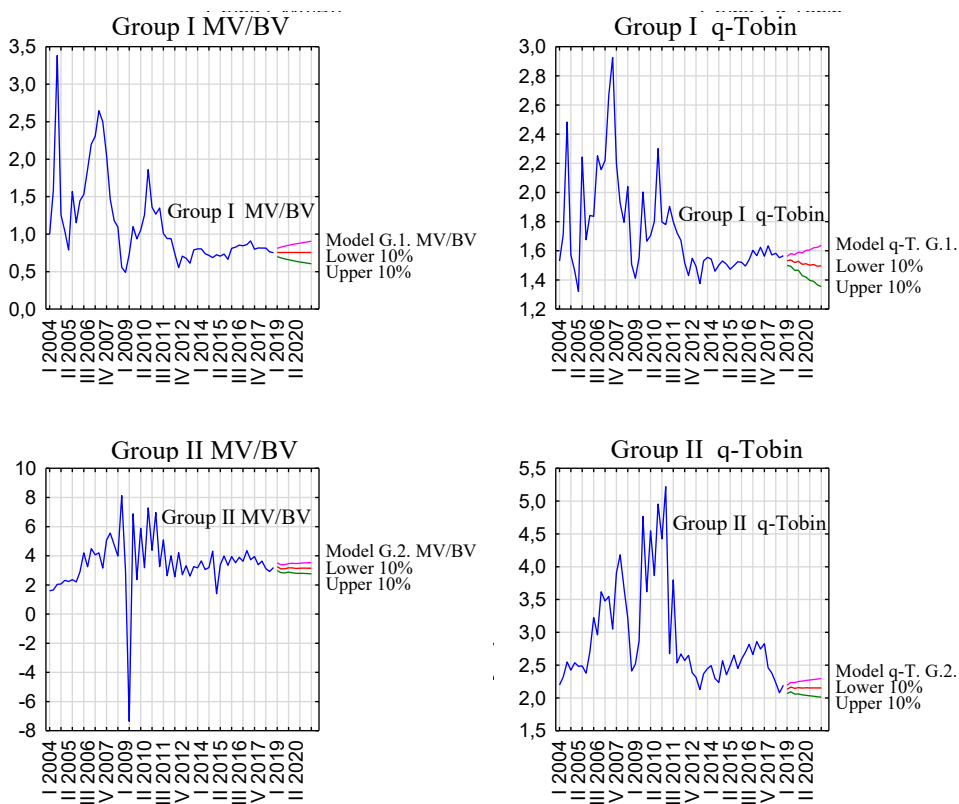 Group I MV/BV
3,5
3,0
2,5
2,0
1,5
1,0
0,5
0,0
Group I MV/BV
Model G.1. MV/BV
Lower 10%
Upper 10%
I 2004
II 2005
III 2006
IV 2007
I 2009
II 2010
III 2011
IV 2012
I 2014
II 2015
III 2016
IV 2017
I 2019
II 2020
Group I q-Tobin
3,0
2,8
2,6
2,4
2,2
2,0
1,8
1,6
1,4
1,2
Group I q-Tobin
Model q-T. G.1.
Lower 10%
Upper 10%
I 2004
II 2005
III 2006
IV 2007
I 2009
II 2010
III 2011
IV 2012
I 2014
II 2015
III 2016
IV 2017
I 2019
II 2020
Group II MV/BV
10
8
6
4
2
0
-2
-4
-6
-8
Group II MV/BV
Model G.2. MV/BV
Lower 10%
Upper 10%
I 2004
II 2005
III 2006
IV 2007
I 2009
II 2010
III 2011
IV 2012
I 2014
II 2015
III 2016
IV 2017
I 2019
II 2020
Group II q-Tobin
5,5
5,0
4,5
4,0
3,5
3,0
2,5
2,0
1,5
Group II q-Tobin
Model q-T. G.2.
Lower 10%
Upper 10%
I 2004
II 2005
III 2006
IV 2007
I 2009
II 2010
III 2011
IV 2012
I 2014
II 2015
III 2016
IV 2017
I 2019
II 2020